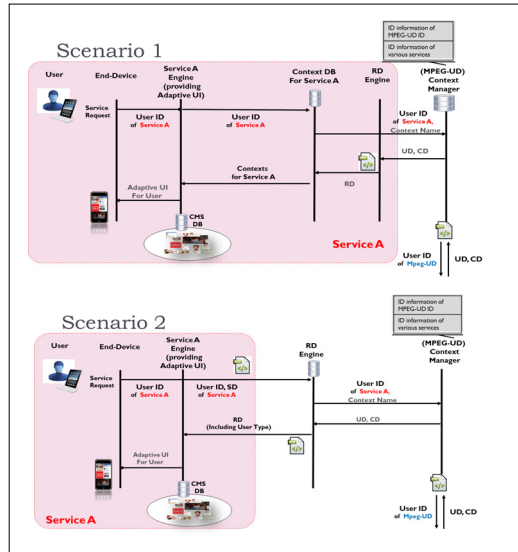 Scenario 1
ID information of
MPEG-UD ID
ID information of
various services
User
End-Device
Service A
Engine
(providing
Adaptive UI)
Context DB
For Service A
RD
Engine
(MPEG-UD)
Context
Manager
Service
Request
User ID
of Service A
User ID
of Service A
User ID
of Service A,
Context Name
UD, CD
Contexts
for Service A
RD
Adaptive UI
For User
CMS
DB
Service A
User ID
of Mpeg-UD
UD, CD
Scenario 2
ID information of
MPEG-UD ID
ID information of
various services
User
End-Device
Service A
Engine
(providing
Adaptive UI)
RD
Engine
(MPEG-UD)
Context
Manager
Service
Request
User ID
of Service A
User ID, SD
of Service A
User ID
of Service A,
Context Name
UD, CD
RD
(Including User Type)
Adaptive UI
For User
CMS
DB
Service A
User ID
of Mpeg-UD
UD, CD